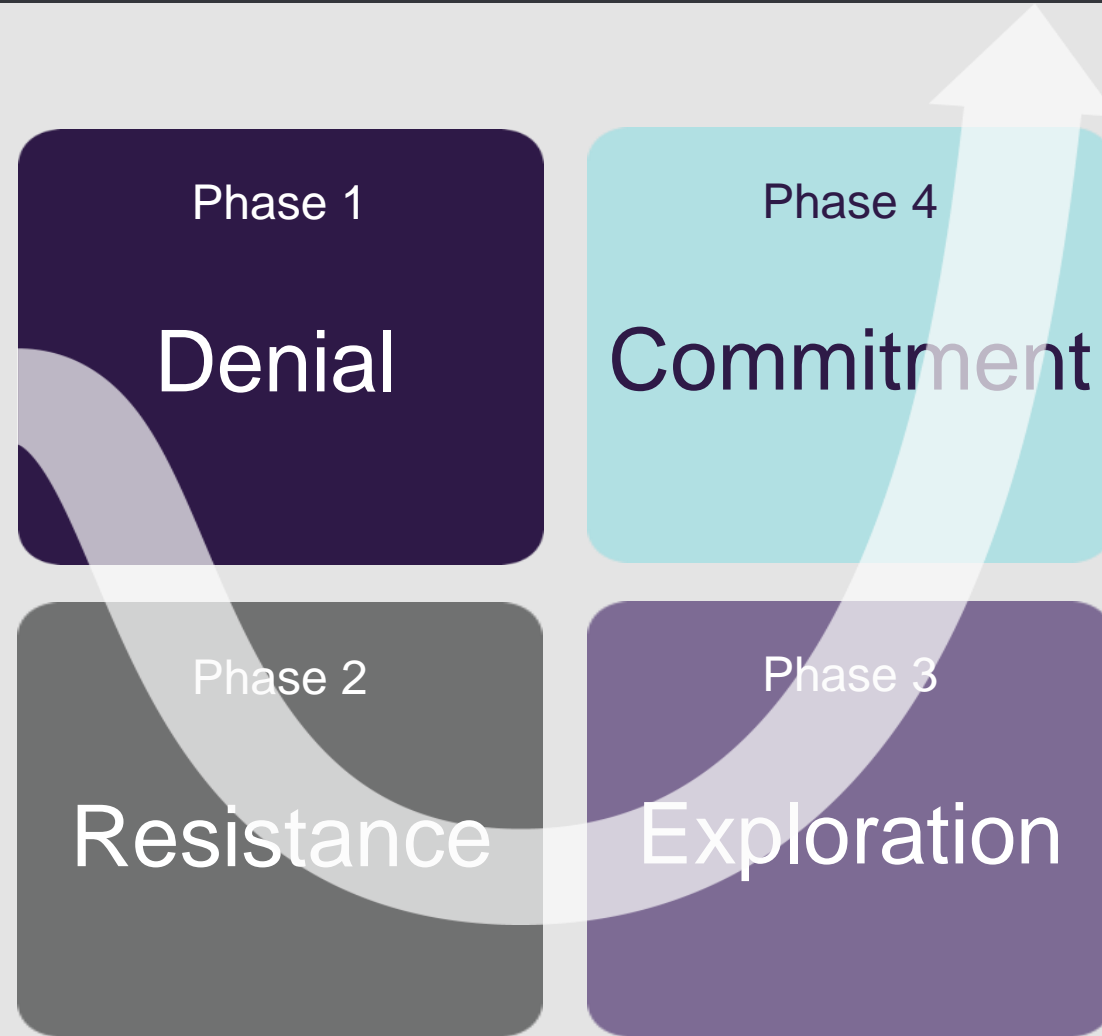 Phase 1
Denial
Phase 2
Resistance
Phase 3
Exploration
Phase 4
Commitment